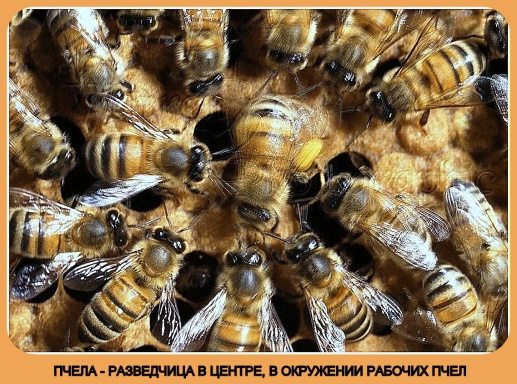 ПЧЕЛА - РАЗВЕДЧИЦА В ЦЕНТРЕ, В ОКРУЖЕНИИ РАБОЧИХ ПЧЕЛ